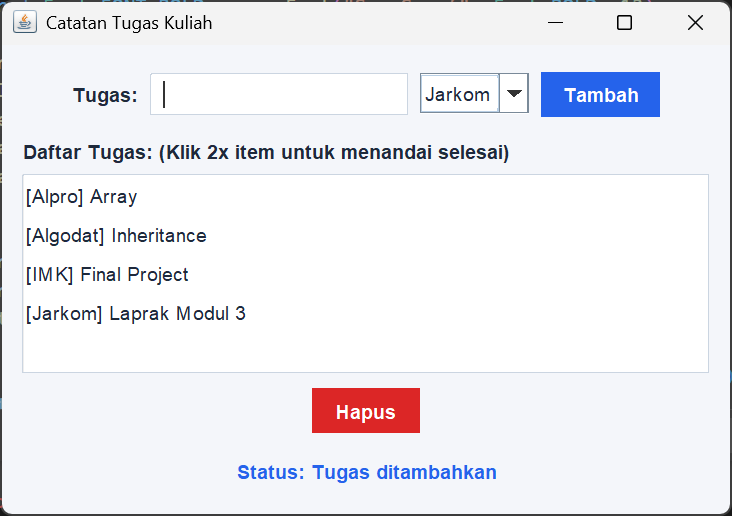 Catatan Tugas Kuliah
Tugas: Jarkom Tambah
Daftar Tugas: (Klik 2x item untuk menandai selesai)
[Alpro] Array
[Algodat] Inheritance
[IMK] Final Project
[Jarkom] Laprak Modul 3
Hapus
Status: Tugas ditambahkan